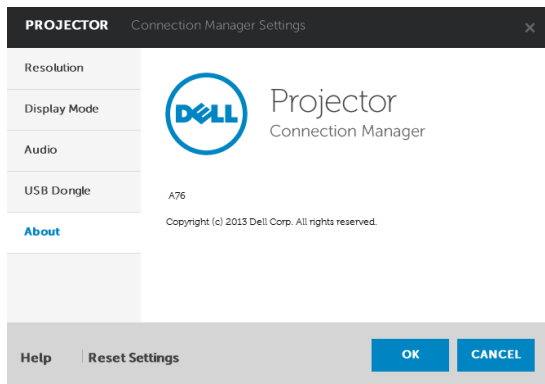 PROJECTOR Connection Manager Settings ×
Resolution
Display Mode
Audio
USB Dongle
About
DELL
Projector
Connection Manager
A76
Copyright (c) 2013 Dell Corp. All rights reserved.
Help Reset Settings OK CANCEL